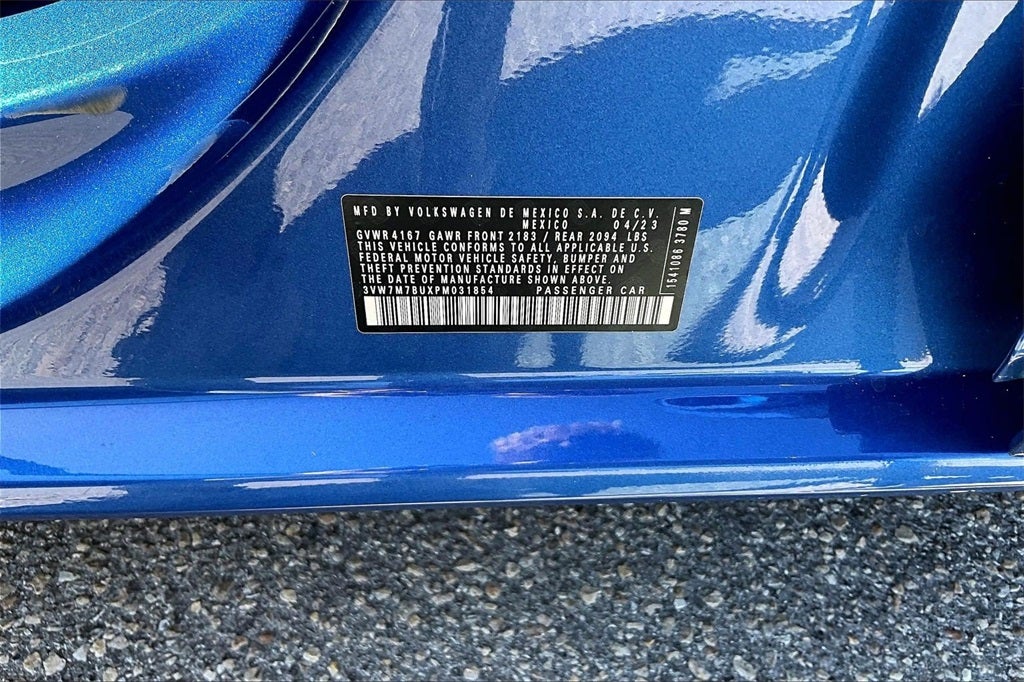 MFD BY VOLKSWAGEN DE MEXICO S.A. DE C.V.
MEXICO 04/23
GVWR 4167 GAWR FRONT 2183 / REAR 2094 LBS
THIS VEHICLE CONFORMS TO ALL APPLICABLE U.S.
FEDERAL MOTOR VEHICLE SAFETY, BUMPER AND
THEFT PREVENTION STANDARDS IN EFFECT ON
THE DATE OF MANUFACTURE SHOWN ABOVE.
3VW7M7BUXPM031864 PASSENGER CAR
1541086 3780 M